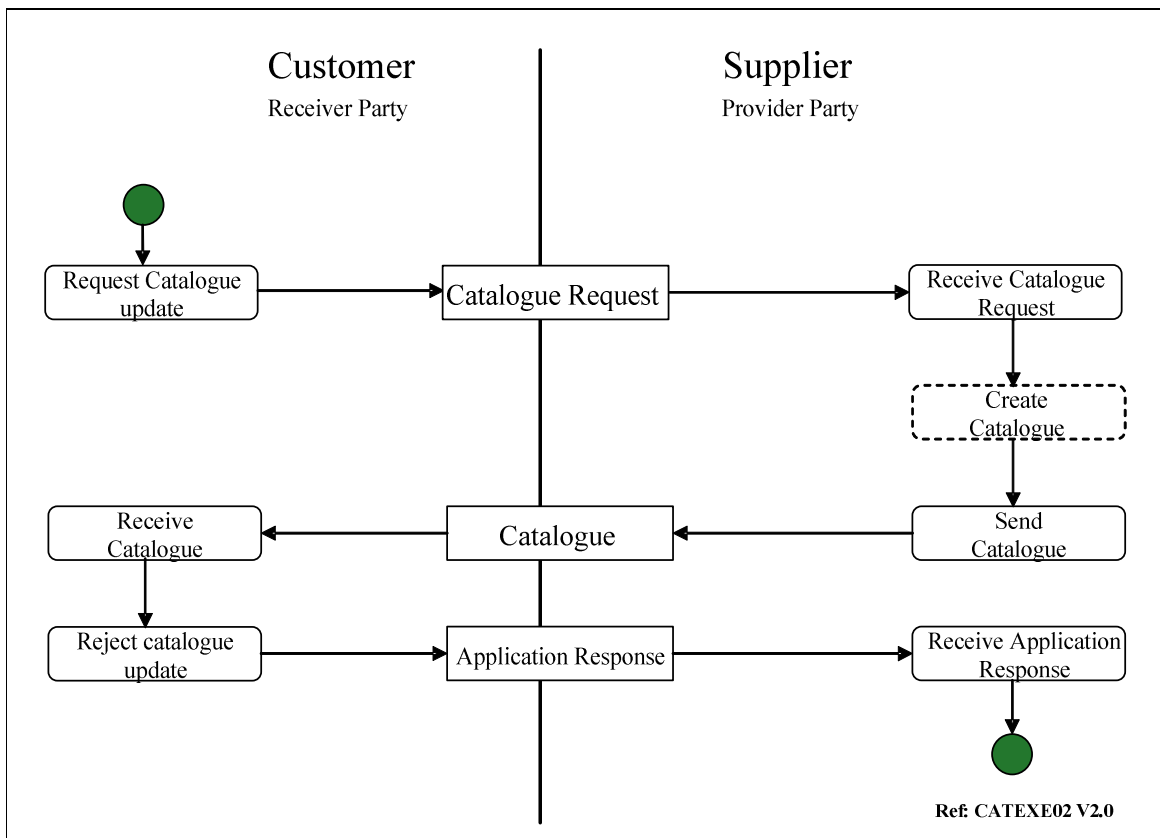 Customer
Receiver Party
Supplier
Provider Party
Request Catalogue
update
Catalogue Request
Receive Catalogue
Request
Create
Catalogue
Receive
Catalogue
Catalogue
Send
Catalogue
Reject catalogue
update
Application Response
Receive Application
Response
Ref: CATEXE02 V2.0